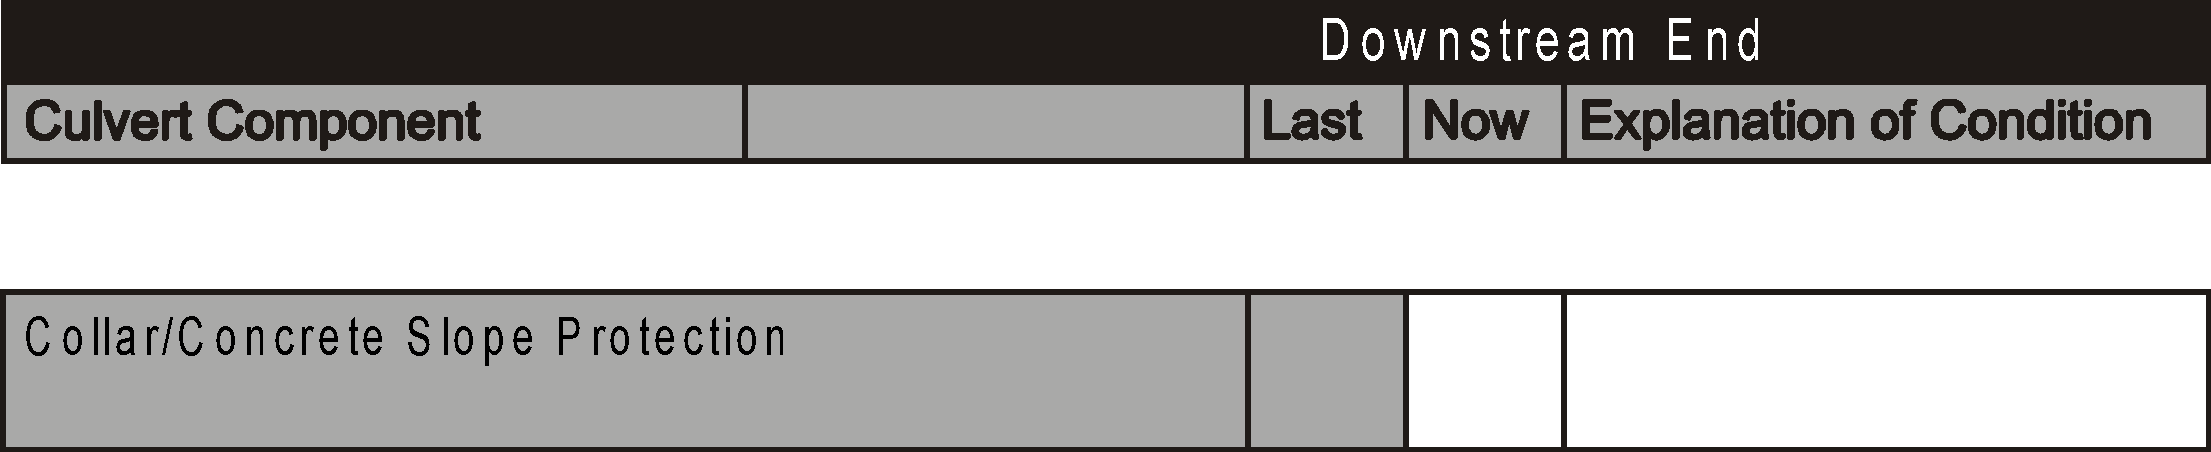 Downstream End
Culvert Component Last Now Explanation of Condition
Collar/Concrete Slope Protection